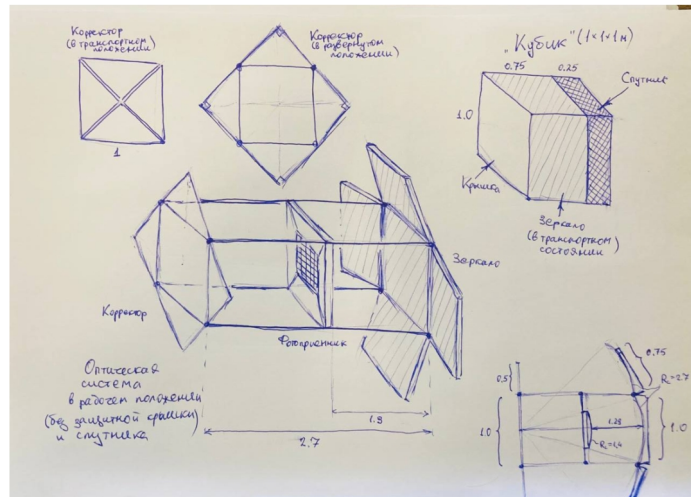 Корректор
(в транспортном
положении)
1
Корректор
(в развернутом
положении)
„Кубик“ (1×1×1м)
0.75
0.25
Спутник
1.0
Крышка
Зеркало
(в транспортном)
состоянии
Зеркало
Корректор
Фотоприемник
Оптическая
система
в рабочем положении
(без защитной крышки)
и спутника
1.3
2.7
0.75
R=2.7
0.5
1.0
1.28
1.0
R=1.4